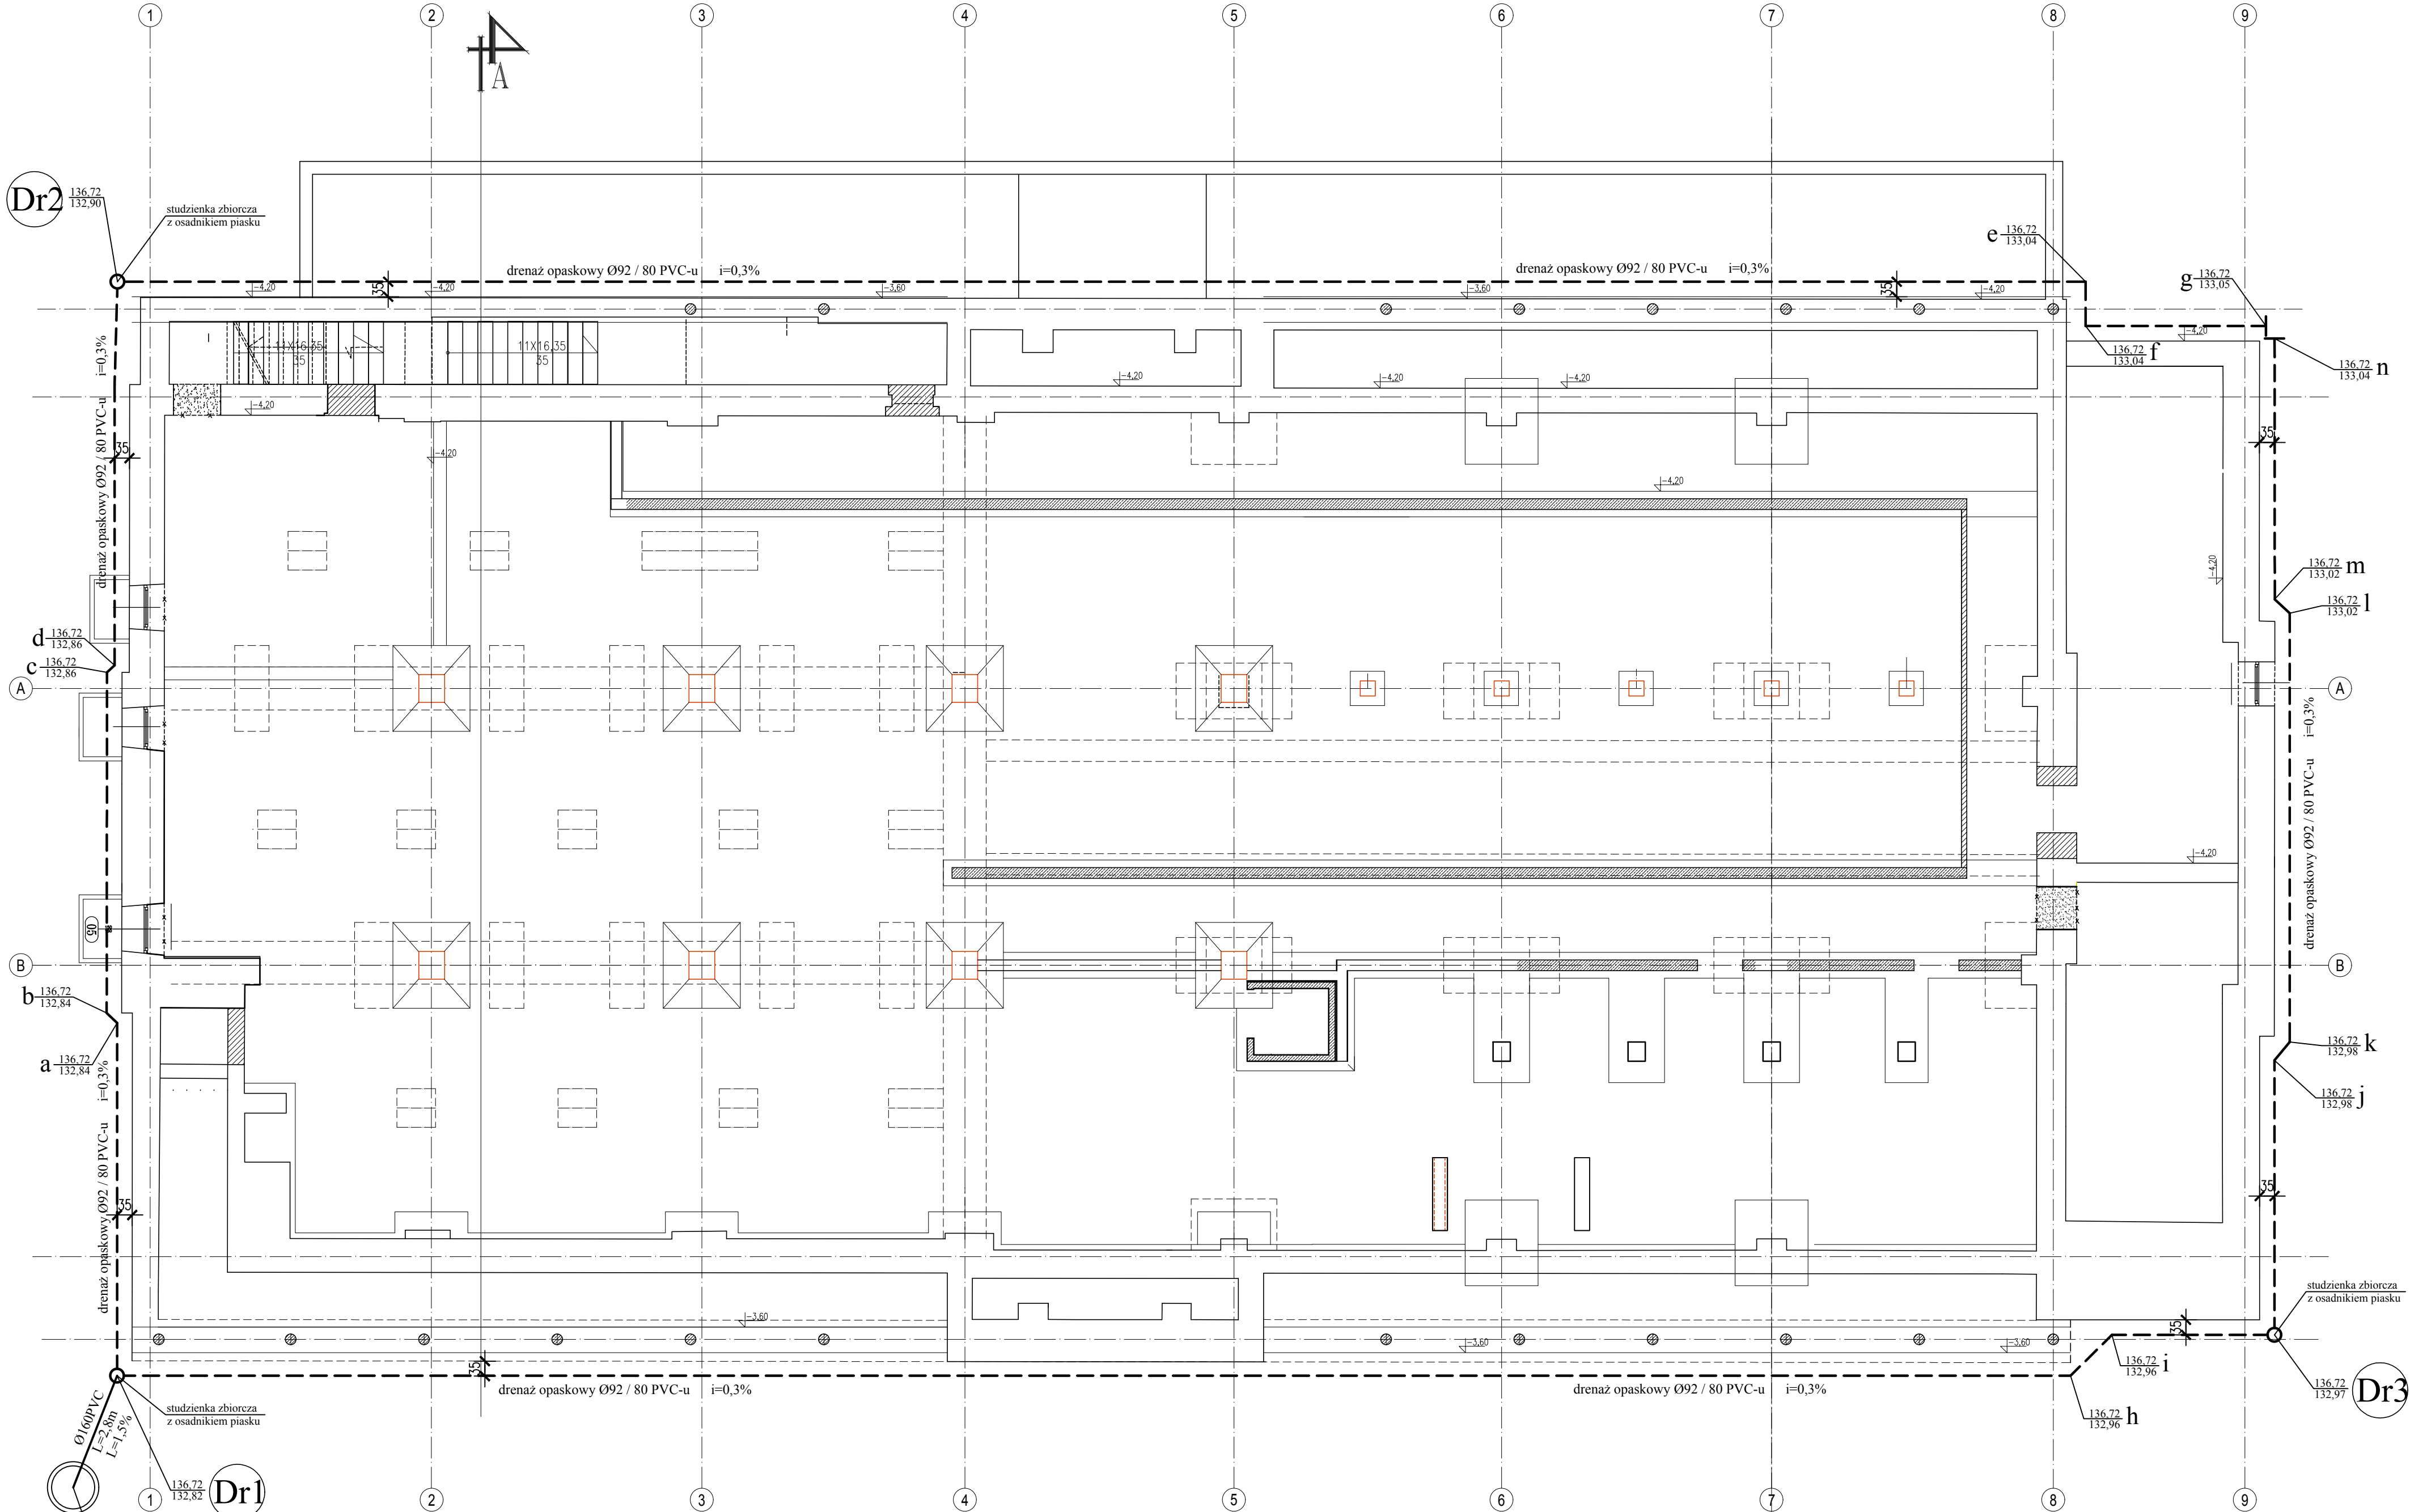 1 2 3 4 5 6 7 8 9
A
Dr2
136,72
132,90
studzienka zbiorcza
z osadnikiem piasku
drenaż opaskowy Ø92 / 80 PVC-u i=0,3%
drenaż opaskowy Ø92 / 80 PVC-u i=0,3%
e
136,72
133,04
g
136,72
133,05
136,72
133,04
f
136,72
133,04
n
-4,20
35
-4,20
-3,60
-3,60
35
-4,20
-4,20
11X16,35
35
11X16,35
35
-4,20
-4,20
-4,20
-4,20
-4,20
-4,20
35
35
drenaż opaskowy Ø92 / 80 PVC-u i=0,3%
136,72
133,02
m
136,72
133,02
l
-4,20
d
136,72
132,86
c
136,72
132,86
A
A
drenaż opaskowy Ø92 / 80 PVC-u i=0,3%
-4,20
05
B
B
b
136,72
132,84
a
136,72
132,84
136,72
132,98
k
136,72
132,98
j
drenaż opaskowy Ø92 / 80 PVC-u i=0,3%
35
35
studzienka zbiorcza
z osadnikiem piasku
-3,60
-3,60
-3,60
35
35
136,72
132,96
i
drenaż opaskowy Ø92 / 80 PVC-u i=0,3%
drenaż opaskowy Ø92 / 80 PVC-u i=0,3%
136,72
132,97
Dr3
136,72
132,96
h
studzienka zbiorcza
z osadnikiem piasku
Ø160PVC
L=2,8m
L=1,5%
136,72
132,82
Dr1
1 2 3 4 5 6 7 8 9